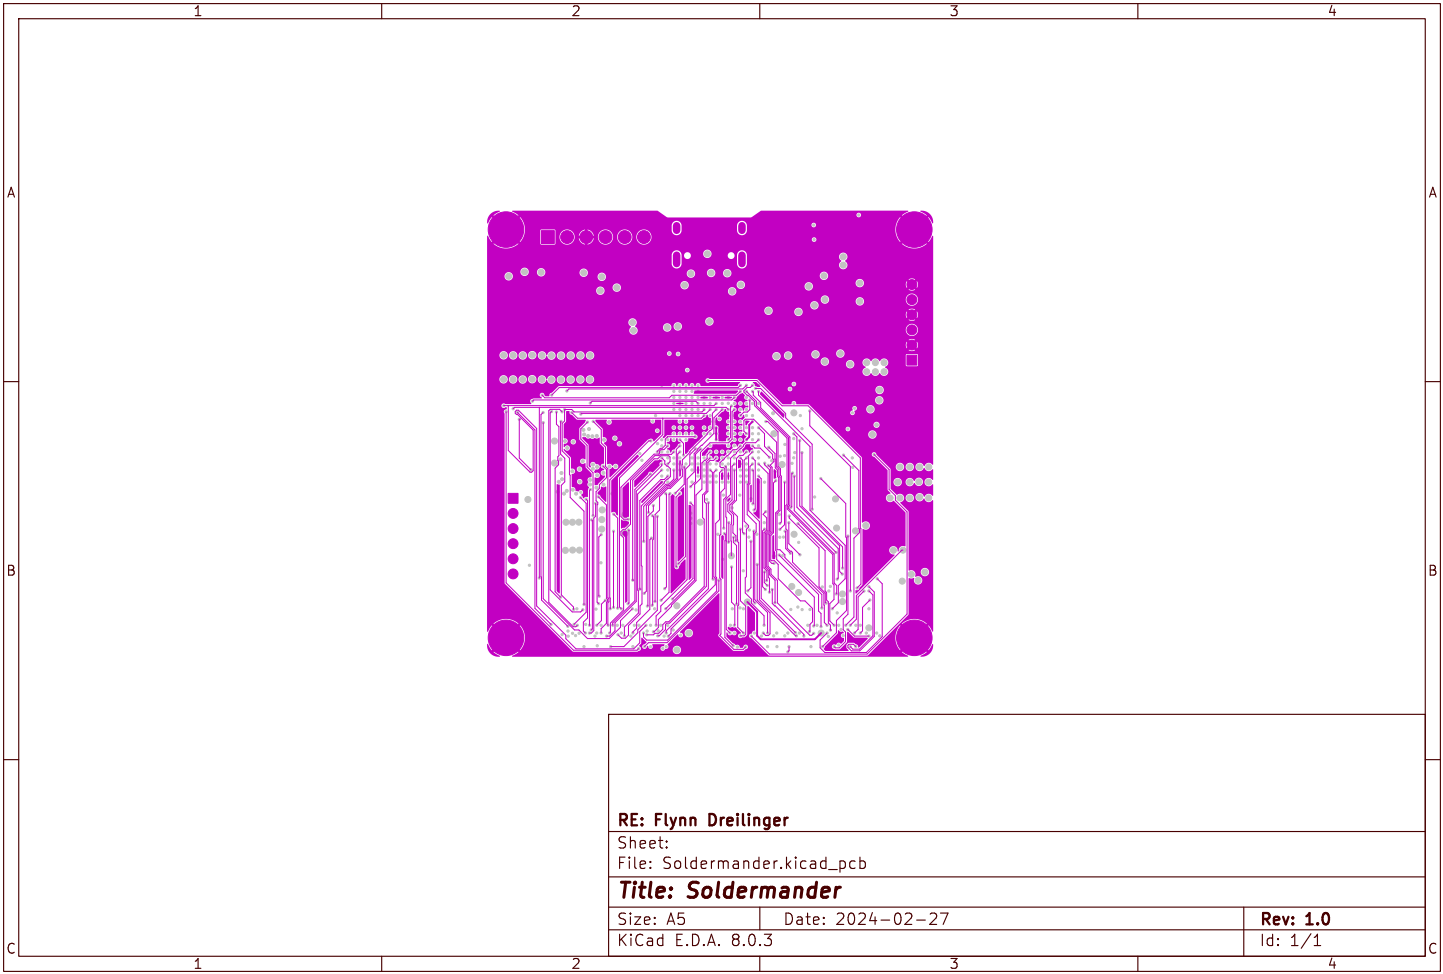 1 2 3 4
A A
B B
RE: Flynn Dreilinger
Sheet:
File: Soldermander.kicad_pcb
Title: Soldermander
Size: A5 Date: 2024-02-27 Rev: 1.0
KiCad E.D.A. 8.0.3 Id: 1/1
C C
1 2 3 4